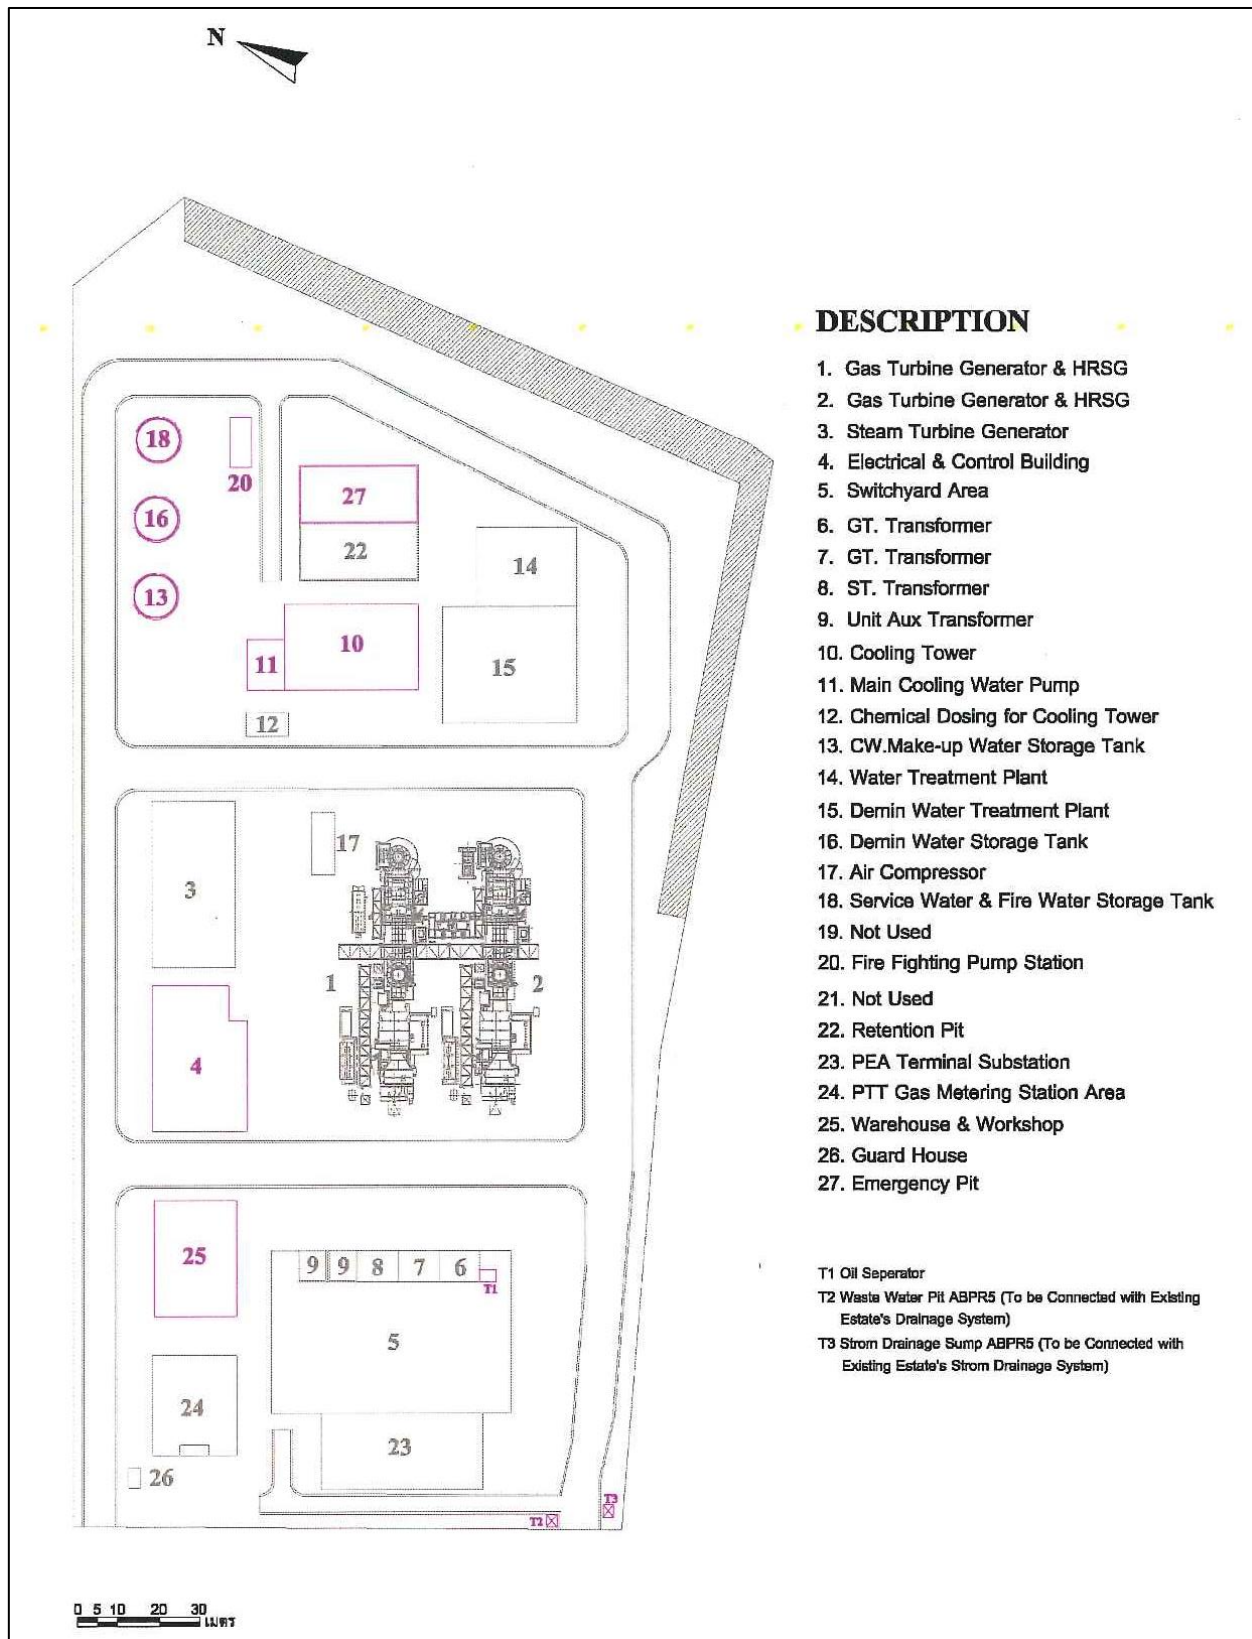 N
DESCRIPTION
1. Gas Turbine Generator & HRSG
2. Gas Turbine Generator & HRSG
3. Steam Turbine Generator
4. Electrical & Control Building
5. Switchyard Area
6. GT. Transformer
7. GT. Transformer
8. ST. Transformer
9. Unit Aux Transformer
10. Cooling Tower
11. Main Cooling Water Pump
12. Chemical Dosing for Cooling Tower
13. CW.Make-up Water Storage Tank
14. Water Treatment Plant
15. Demin Water Treatment Plant
16. Demin Water Storage Tank
17. Air Compressor
18. Service Water & Fire Water Storage Tank
19. Not Used
20. Fire Fighting Pump Station
21. Not Used
22. Retention Pit
23. PEA Terminal Substation
24. PTT Gas Metering Station Area
25. Warehouse & Workshop
26. Guard House
27. Emergency Pit
T1 Oil Seperator
T2 Waste Water Pit ABPR5 (To be Connected with Existing
Estate's Drainage System)
T3 Strom Drainage Sump ABPR5 (To be Connected with
Existing Estate's Strom Drainage System)
18
20
27
16
22
14
13
10
11
15
12
17
3
1
2
4
25
9 9 8 7 6
T1
5
24
23
26
T3
T2
0 5 10 20 30
เมตร